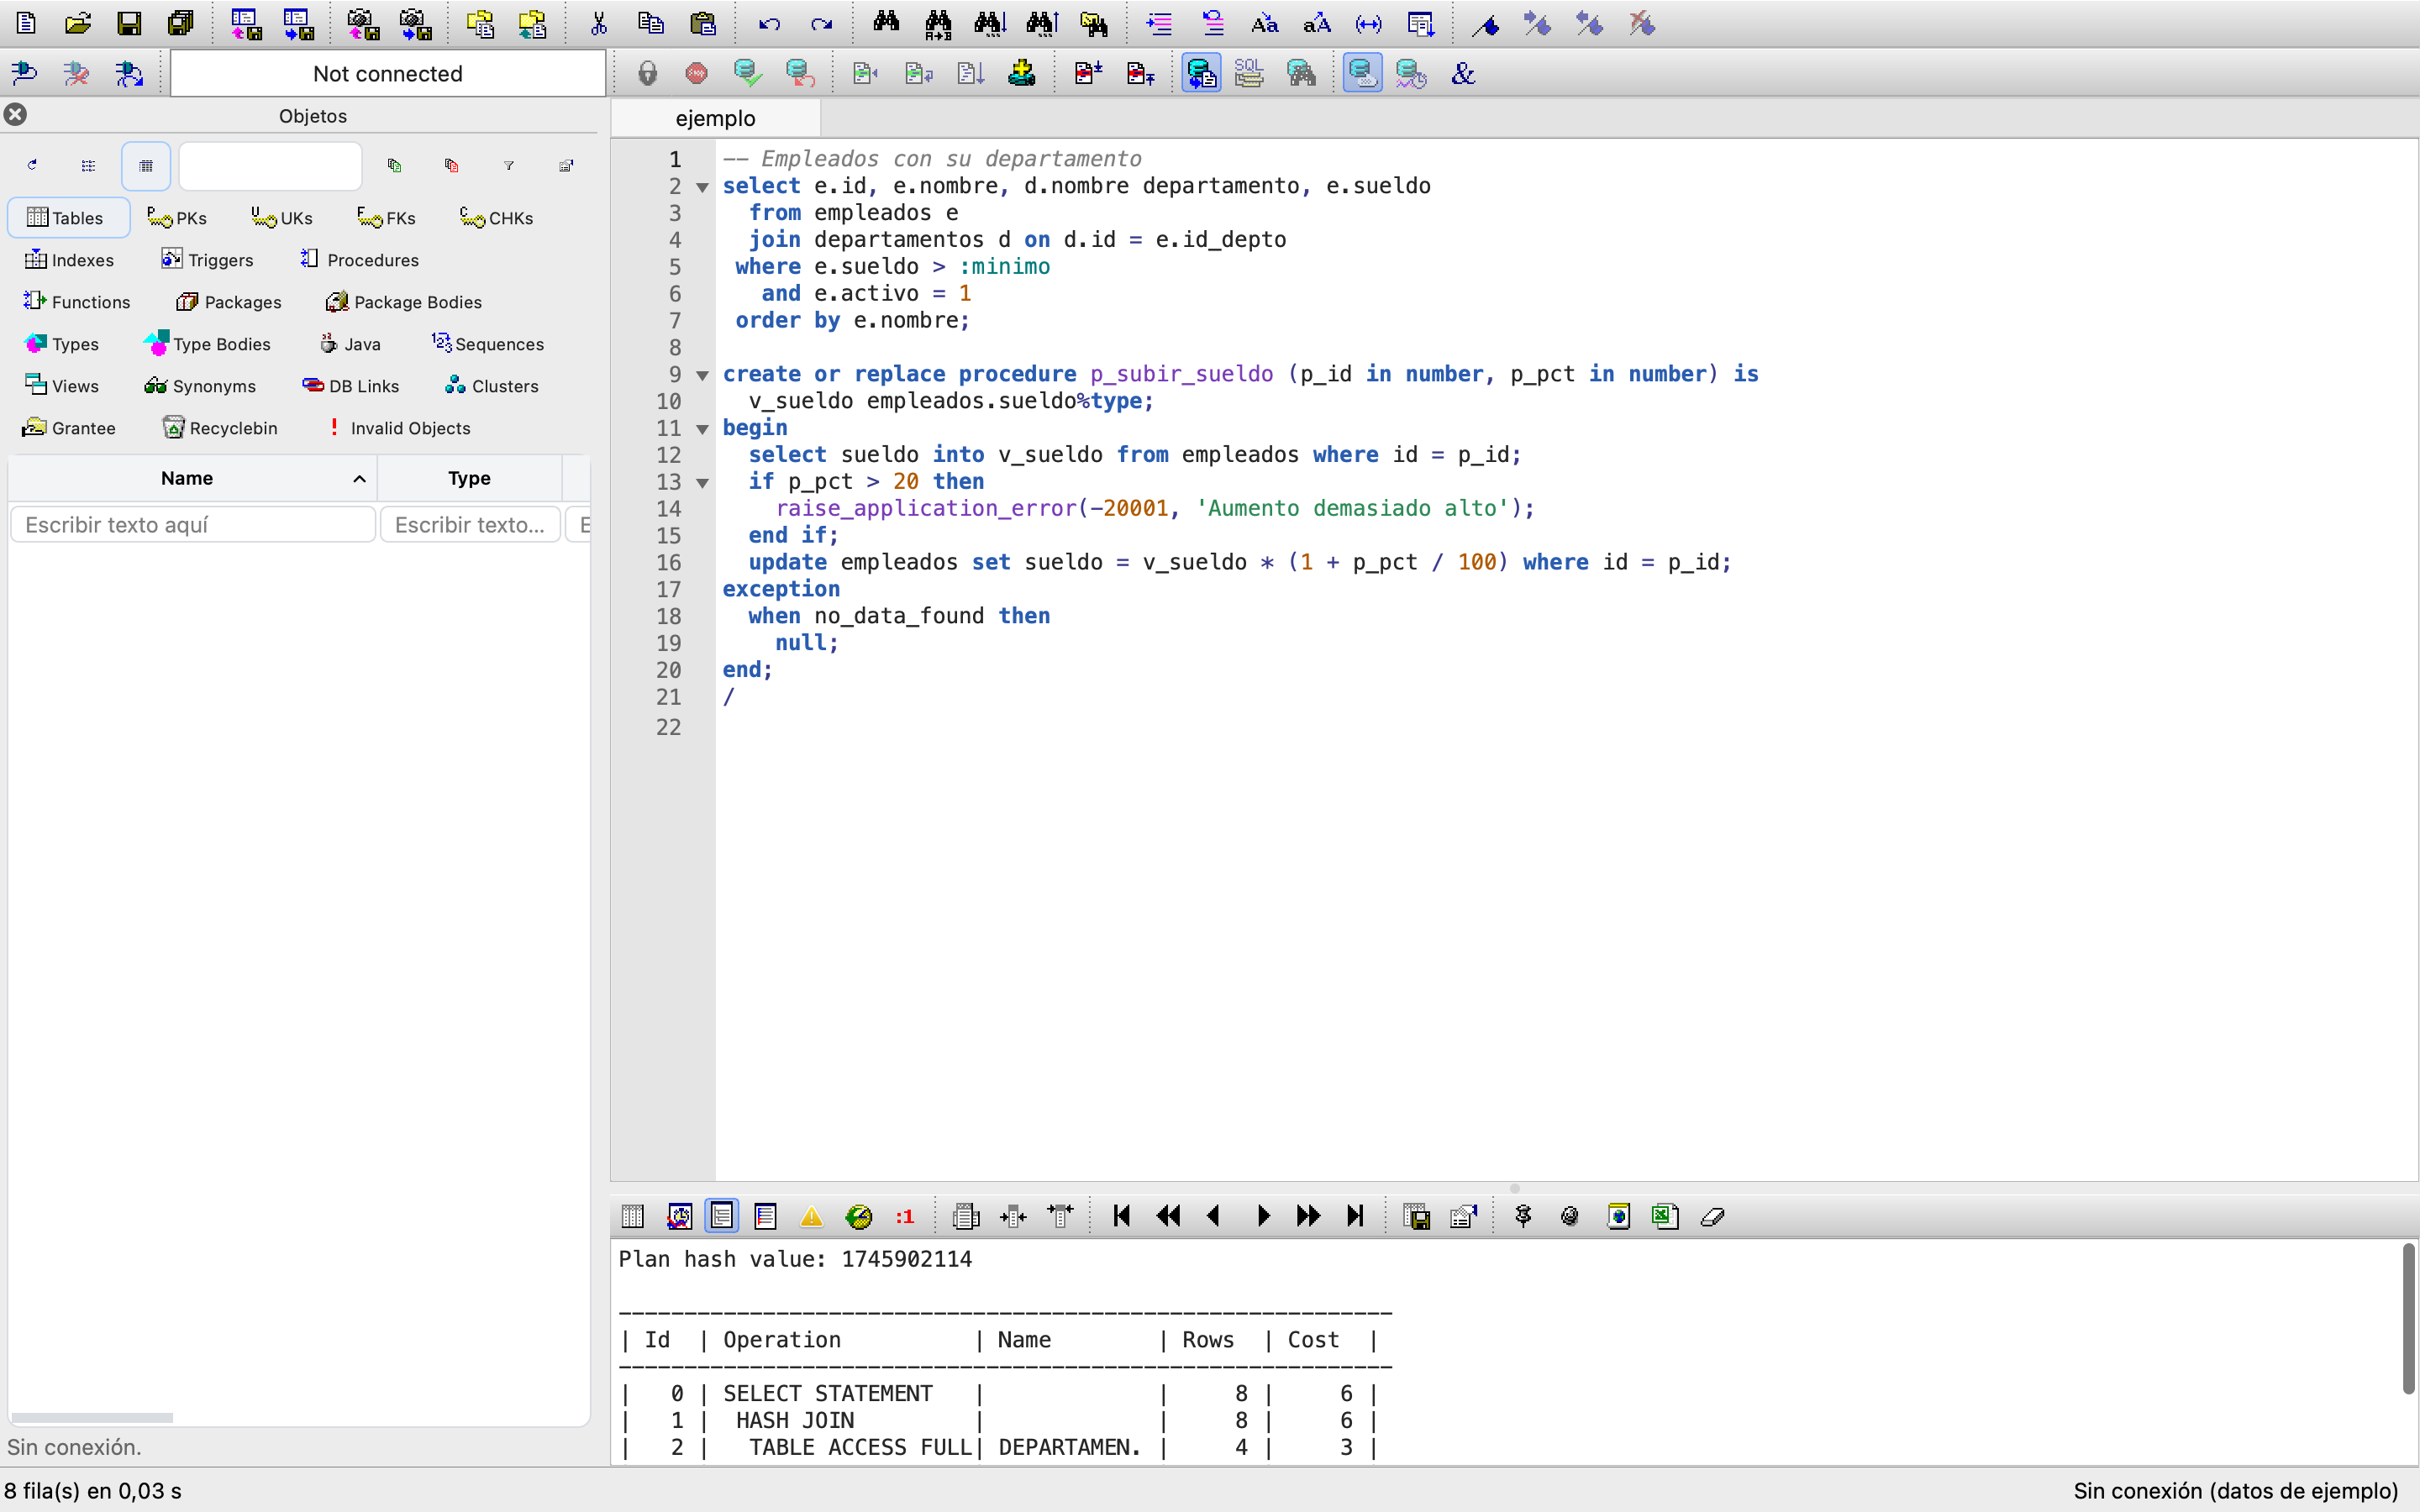 Not connected
Objetos
Tables PKs UKs FKs CHKs
Indexes Triggers Procedures
Functions Packages Package Bodies
Types Type Bodies Java Sequences
Views Synonyms DB Links Clusters
Grantee Recyclebin ! Invalid Objects
Name Type
Escribir texto aquí Escribir texto... E
Sin conexión.
ejemplo
1 -- Empleados con su departamento
2 select e.id, e.nombre, d.nombre departamento, e.sueldo
3 from empleados e
4 join departamentos d on d.id = e.id_depto
5 where e.sueldo > :minimo
6 and e.activo = 1
7 order by e.nombre;
8
9 create or replace procedure p_subir_sueldo (p_id in number, p_pct in number) is
10 v_sueldo empleados.sueldo%type;
11 begin
12 select sueldo into v_sueldo from empleados where id = p_id;
13 if p_pct > 20 then
14 raise_application_error(-20001, 'Aumento demasiado alto');
15 end if;
16 update empleados set sueldo = v_sueldo * (1 + p_pct / 100) where id = p_id;
17 exception
18 when no_data_found then
19 null;
20 end;
21 /
22
:1
Plan hash value: 1745902114
-----------------------------------------------------------
| Id | Operation | Name | Rows | Cost |
-----------------------------------------------------------
| 0 | SELECT STATEMENT | | 8 | 6 |
| 1 | HASH JOIN | | 8 | 6 |
| 2 | TABLE ACCESS FULL| DEPARTAMEN. | 4 | 3 |
8 fila(s) en 0,03 s
Sin conexión (datos de ejemplo)